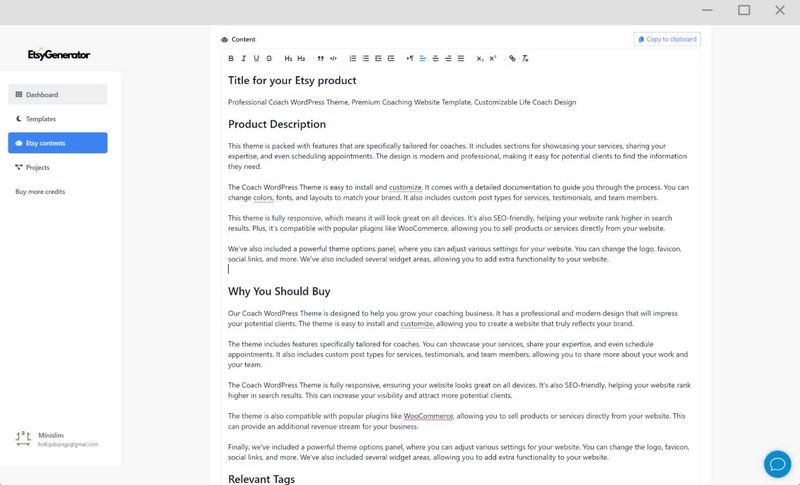 Content
Copy to clipboard
EtsyGenerator
B I U S H1 H2
Dashboard
Templates
Etsy contents
Projects
Buy more credits
Title for your Etsy product
Professional Coach WordPress Theme, Premium Coaching Website Template, Customizable Life Coach Design
Product Description
This theme is packed with features that are specifically tailored for coaches. It includes sections for showcasing your services, sharing your
expertise, and even scheduling appointments. The design is modern and professional, making it easy for potential clients to find the information
they need.
The Coach WordPress Theme is easy to install and customize. It comes with a detailed documentation to guide you through the process. You can
change colors, fonts, and layouts to match your brand. It also includes custom post types for services, testimonials, and team members.
This theme is fully responsive, which means it will look great on all devices. It's also SEO-friendly, helping your website rank higher in search
results. Plus, it's compatible with popular plugins like WooCommerce, allowing you to sell products or services directly from your website.
We've also included a powerful theme options panel, where you can adjust various settings for your website. You can change the logo, favicon,
social links, and more. We've also included several widget areas, allowing you to add extra functionality to your website.
Why You Should Buy
Our Coach WordPress Theme is designed to help you grow your coaching business. It has a professional and modern design that will impress
your potential clients. The theme is easy to install and customize, allowing you to create a website that truly reflects your brand.
The theme includes features specifically tailored for coaches. You can showcase your services, share your expertise, and even schedule
appointments. It also includes custom post types for services, testimonials, and team members, allowing you to share more about your work and
your team.
The Coach WordPress Theme is fully responsive, ensuring your website looks great on all devices. It's also SEO-friendly, helping your website rank
higher in search results. This can increase your visibility and attract more potential clients.
The theme is also compatible with popular plugins like WooCommerce, allowing you to sell products or services directly from your website. This
can provide an additional revenue stream for your business.
Finally, we've included a powerful theme options panel, where you can adjust various settings for your website. You can change the logo, favicon,
social links, and more. We've also included several widget areas, allowing you to add extra functionality to your website.
Relevant Tags
Minislim